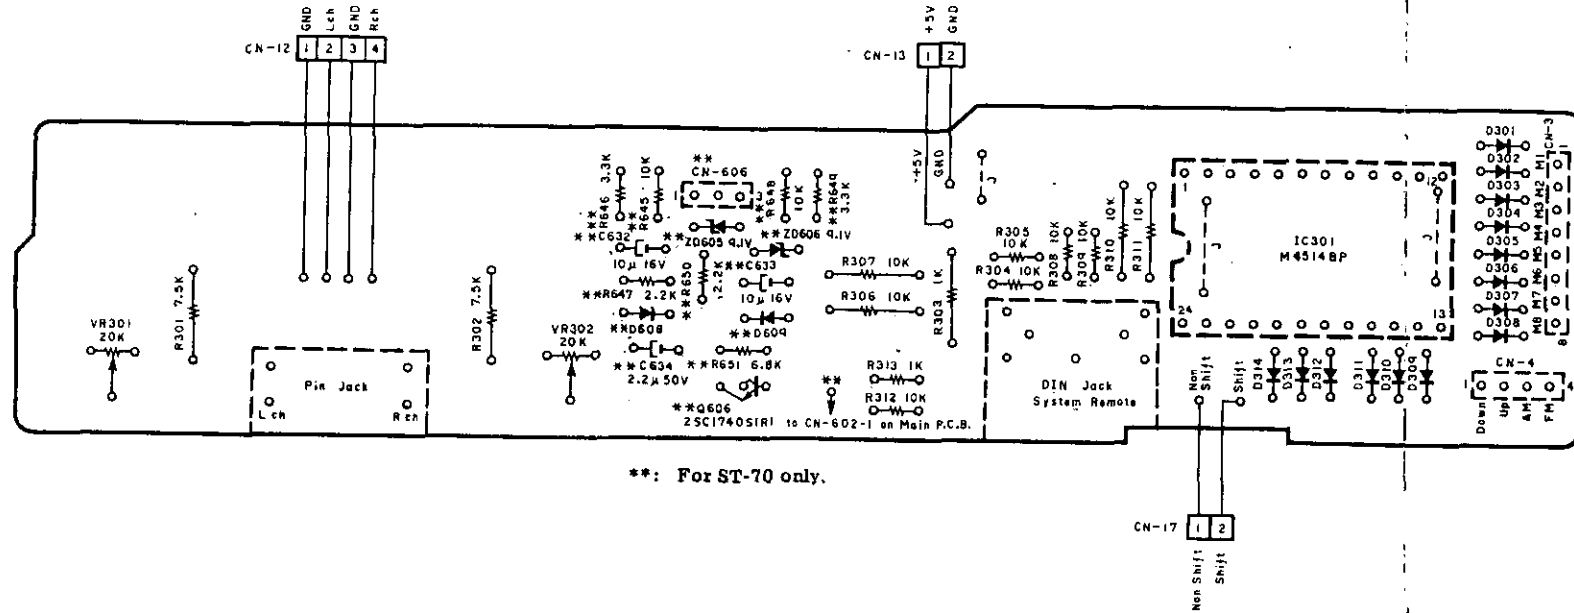 GND
Lch
GND
Rch
CN-12
1 2 3 4
+5V
GND
CN-13
1 2
+5V
GND
**
CN-606
1
3
**R646 3.3K
**R645 10K
**R648 10K
**R649 3.3K
**C632
10μ 16V
**ZD605 9.1V
**ZD606 9.1V
**R650 2.2K
**C633
10μ 16V
**R647 2.2K
**D608
**D609
**C634
2.2μ 50V
**R651 6.8K
**Q606
2SC1740S(R)
**
to CN-602-1 on Main P.C.B.
VR301
20K
R301 7.5K
Pin Jack
L ch
R ch
R302 7.5K
VR302
20K
R307 10K
R306 10K
R303 1K
R313 1K
R312 10K
J
R305
10K
R304 10K
R308 10K
R309 10K
R310 10K
R311 10K
DIN Jack
System Remote
1
12
J
IC301
M4514BP
J
24
13
D301
D302
D303
D304
D305
D306
D307
D308
CN-3
1
M1
M2
M3
M4
M5
M6
M7
M8
8
D314
D313
D312
D311
D310
D309
CN-4
1
4
Down
Up
AM
FM
Non Shift
Shift
**: For ST-70 only.
CN-17
1 2
Non Shift
Shift